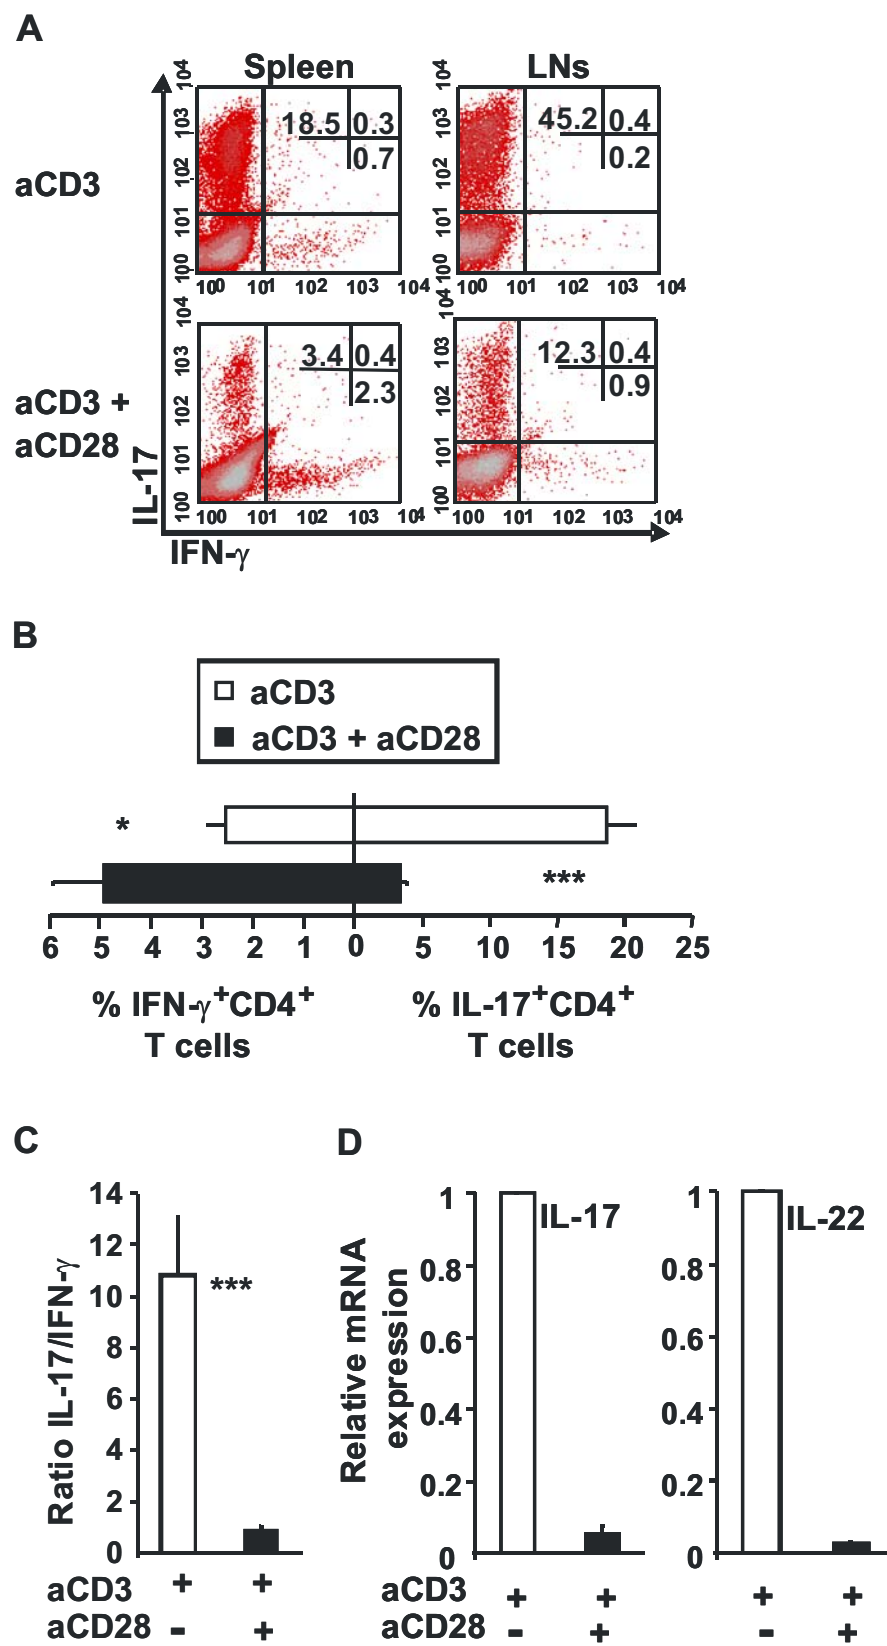 A
Spleen LNs
10⁴ 10³ 10² 10¹ 10⁰
18.5 0.3
0.7
10⁰ 10¹ 10² 10³ 10⁴
10⁴ 10³ 10² 10¹ 10⁰
45.2 0.4
0.2
10⁰ 10¹ 10² 10³ 10⁴
aCD3
10⁴ 10³ 10² 10¹ 10⁰
3.4 0.4
2.3
10⁰ 10¹ 10² 10³ 10⁴
10⁴ 10³ 10² 10¹ 10⁰
12.3 0.4
0.9
10⁰ 10¹ 10² 10³ 10⁴
aCD3 +
aCD28
IL-17
IFN-γ
B
aCD3
aCD3 + aCD28
*
***
6 5 4 3 2 1 0 5 10 15 20 25
% IFN-γ⁺CD4⁺
T cells
% IL-17⁺CD4⁺
T cells
C
Ratio IL-17/IFN-γ
14
12
10
8
6
4
2
0
***
aCD3 + +
aCD28 - +
D
Relative mRNA
expression
1
0.8
0.6
0.4
0.2
0
IL-17
1
0.8
0.6
0.4
0.2
0
IL-22
aCD3 + + + +
aCD28 - + - +